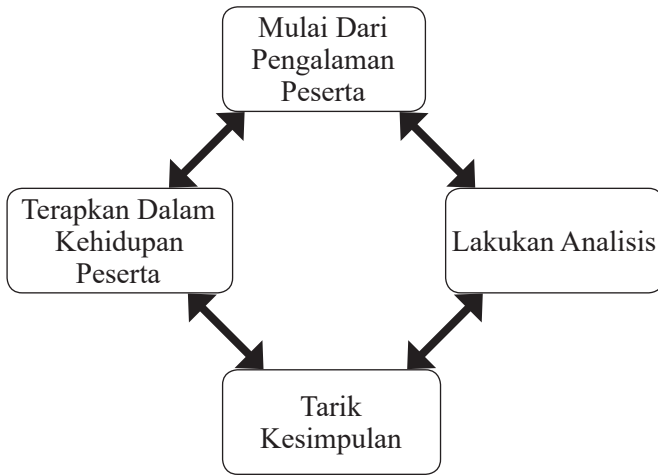 Mulai Dari
Pengalaman
Peserta
Terapkan Dalam
Kehidupan
Peserta
Lakukan Analisis
Tarik
Kesimpulan